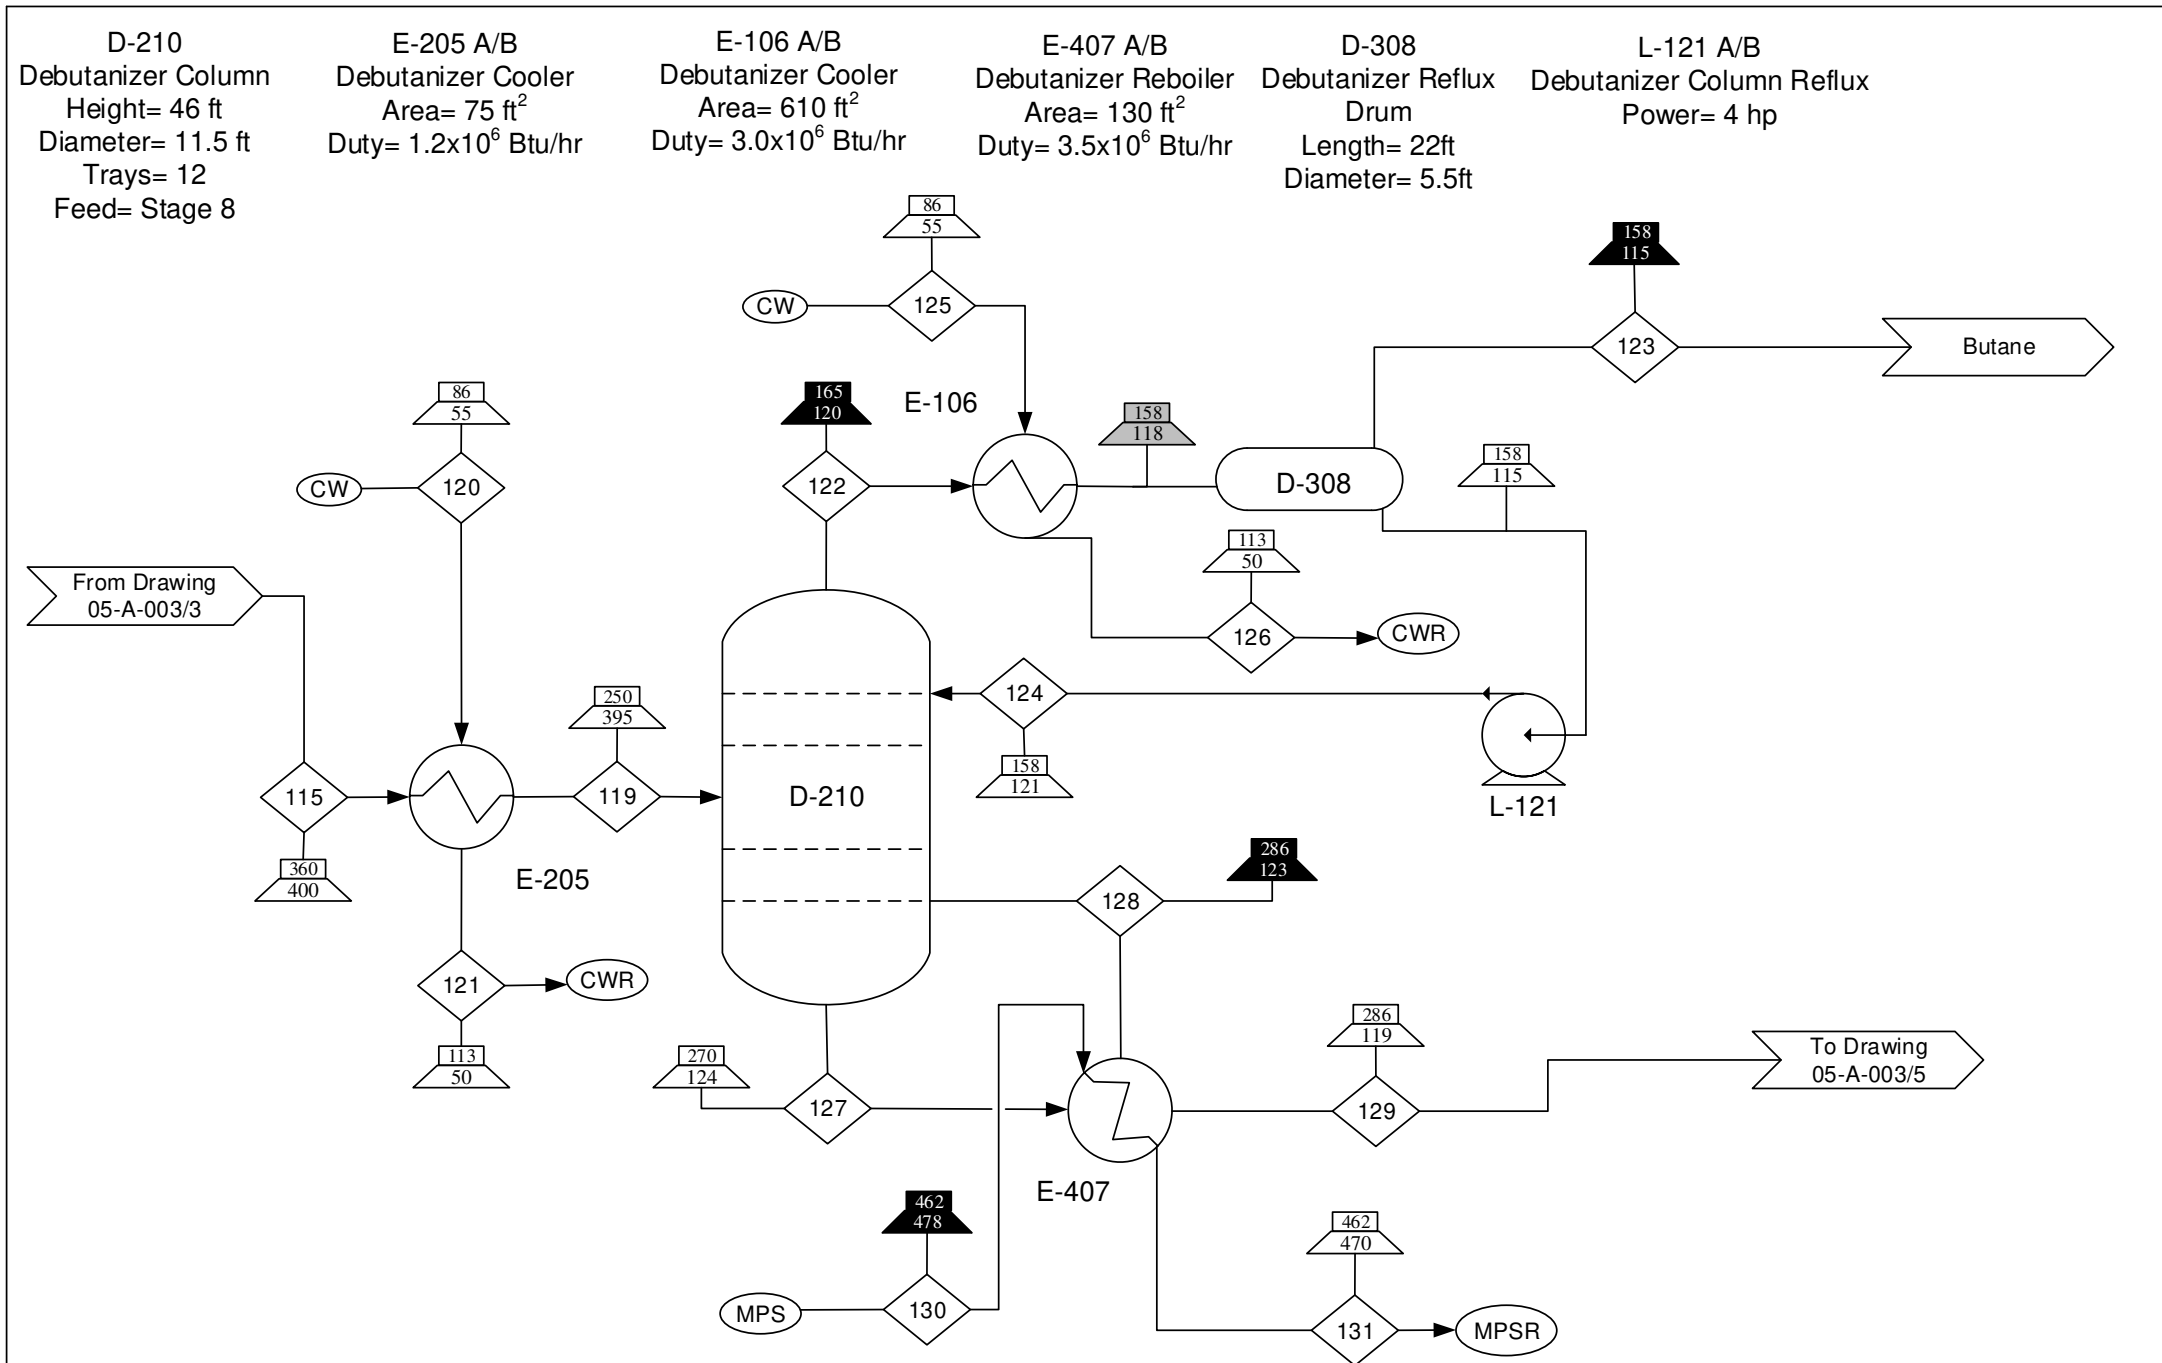 D-210
Debutanizer Column
Height= 46 ft
Diameter= 11.5 ft
Trays= 12
Feed= Stage 8
E-205 A/B
Debutanizer Cooler
Area= 75 ft²
Duty= 1.2x10⁶ Btu/hr
E-106 A/B
Debutanizer Cooler
Area= 610 ft²
Duty= 3.0x10⁶ Btu/hr
E-407 A/B
Debutanizer Reboiler
Area= 130 ft²
Duty= 3.5x10⁶ Btu/hr
D-308
Debutanizer Reflux
Drum
Length= 22ft
Diameter= 5.5ft
L-121 A/B
Debutanizer Column Reflux
Power= 4 hp
86
55
CW
125
158
115
123
Butane
86
55
CW
120
165
120
122
E-106
158
118
D-308
158
115
113
50
126
CWR
From Drawing
05-A-003/3
115
360
400
E-205
250
395
119
D-210
124
158
121
L-121
121
CWR
113
50
128
286
123
270
124
127
E-407
286
119
129
To Drawing
05-A-003/5
462
478
MPS
130
462
470
131
MPSR